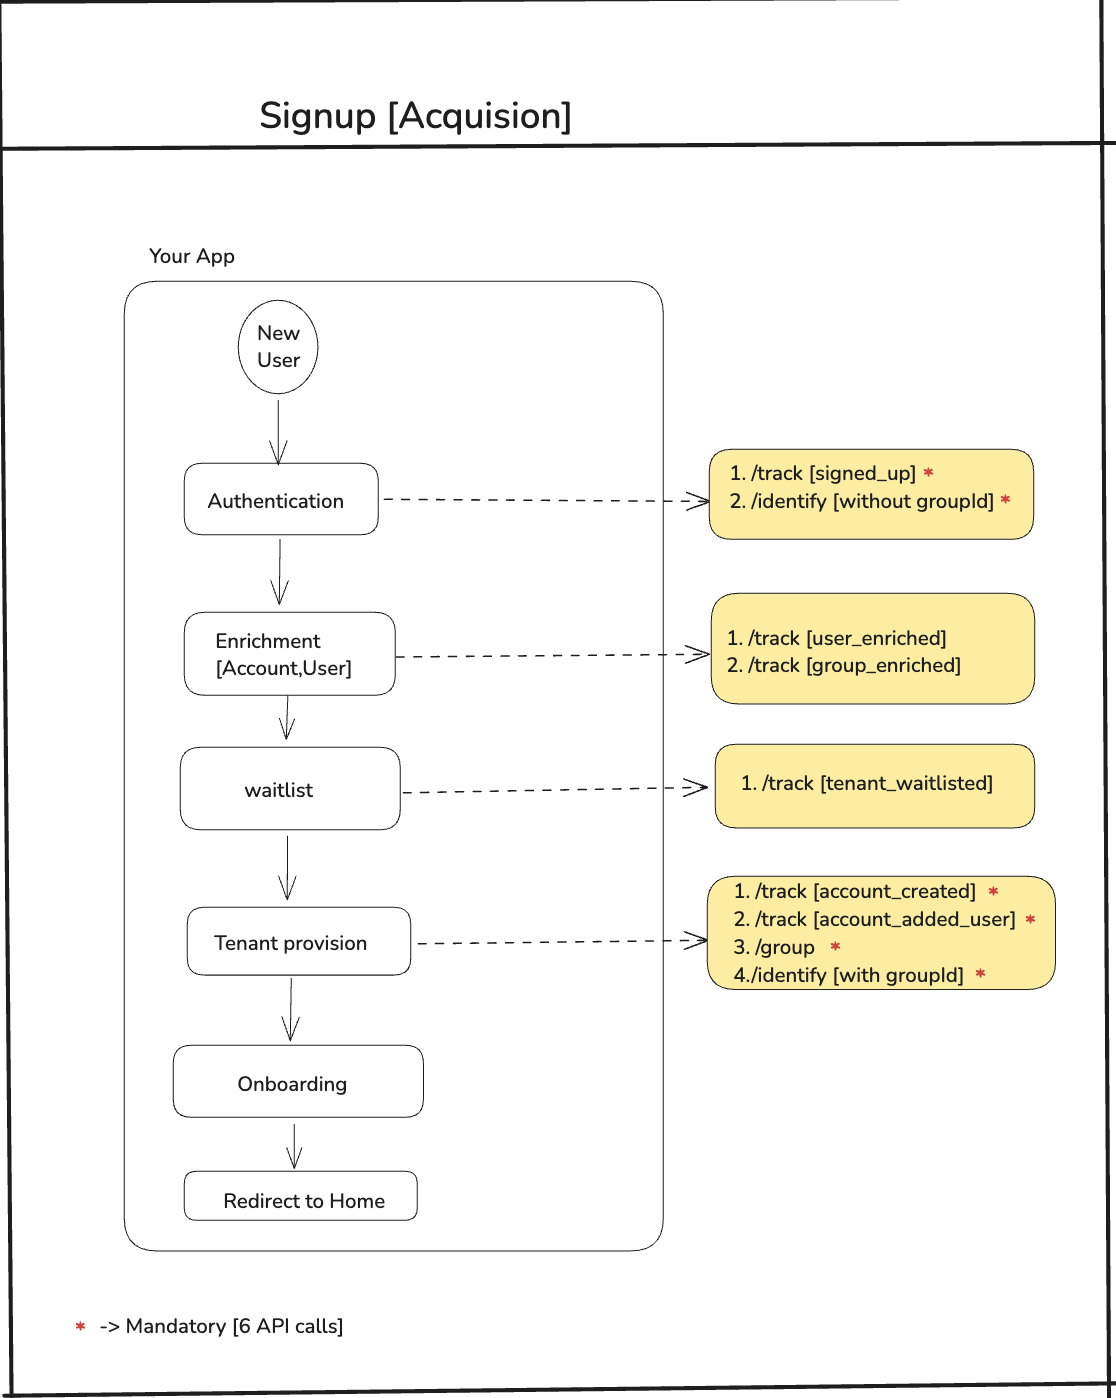 Signup [Acquision]
Your App
New
User
Authentication
1. /track [signed_up] *
2. /identify [without groupId] *
Enrichment
[Account,User]
1. /track [user_enriched]
2. /track [group_enriched]
waitlist
1. /track [tenant_waitlisted]
Tenant provision
1. /track [account_created] *
2. /track [account_added_user] *
3. /group *
4./identify [with groupId] *
Onboarding
Redirect to Home
* -> Mandatory [6 API calls]